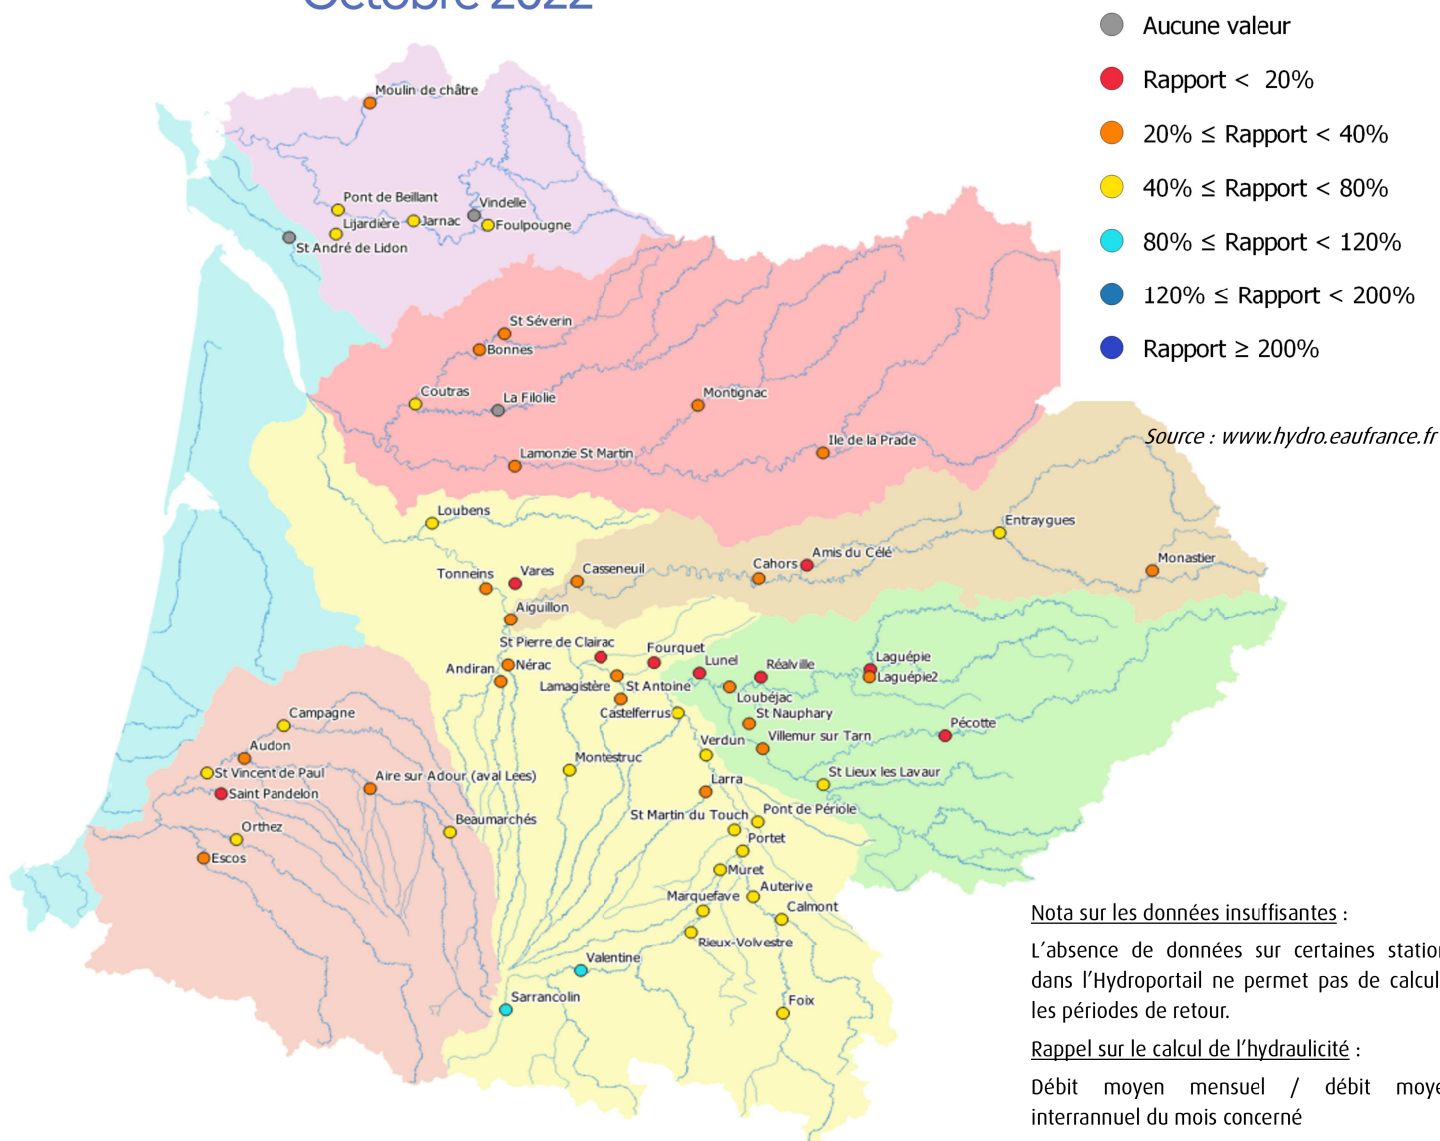 Octobre 2022
Aucune valeur
Rapport < 20%
20% ≤ Rapport < 40%
40% ≤ Rapport < 80%
80% ≤ Rapport < 120%
120% ≤ Rapport < 200%
Rapport ≥ 200%
Source : www.hydro.eaufrance.fr
Moulin de châtre
Pont de Beillant
Vindelle
Lijardière
Jarnac
Foulpougne
St André de Lidon
St Séverin
Bonnes
Coutras
La Filolie
Montignac
Ile de la Prade
Lamonzie St Martin
Loubens
Entraygues
Amis du Célé
Cahors
Monastier
Tonneins
Vares
Casseneuil
Aiguillon
St Pierre de Clairac
Fourquet
Lunel
Réalville
Laguépie
Andiran
Nérac
Laguépie2
Lamagistère
St Antoine
Loubéjac
Castelferrus
St Nauphary
Pécotte
Campagne
Verdun
Villemur sur Tarn
Audon
Montestruc
St Vincent de Paul
Aire sur Adour (aval Lees)
Larra
St Lieux les Lavaur
Saint Pandelon
St Martin du Touch
Pont de Périole
Orthez
Beaumarchés
Portet
Escos
Muret
Marquefave
Auterive
Calmont
Rieux-Volvestre
Valentine
Sarrancolin
Foix
Nota sur les données insuffisantes :
L'absence de données sur certaines station
dans l'Hydroportail ne permet pas de calcul
les périodes de retour.
Rappel sur le calcul de l'hydraulicité :
Débit moyen mensuel / débit moye
interrannuel du mois concerné